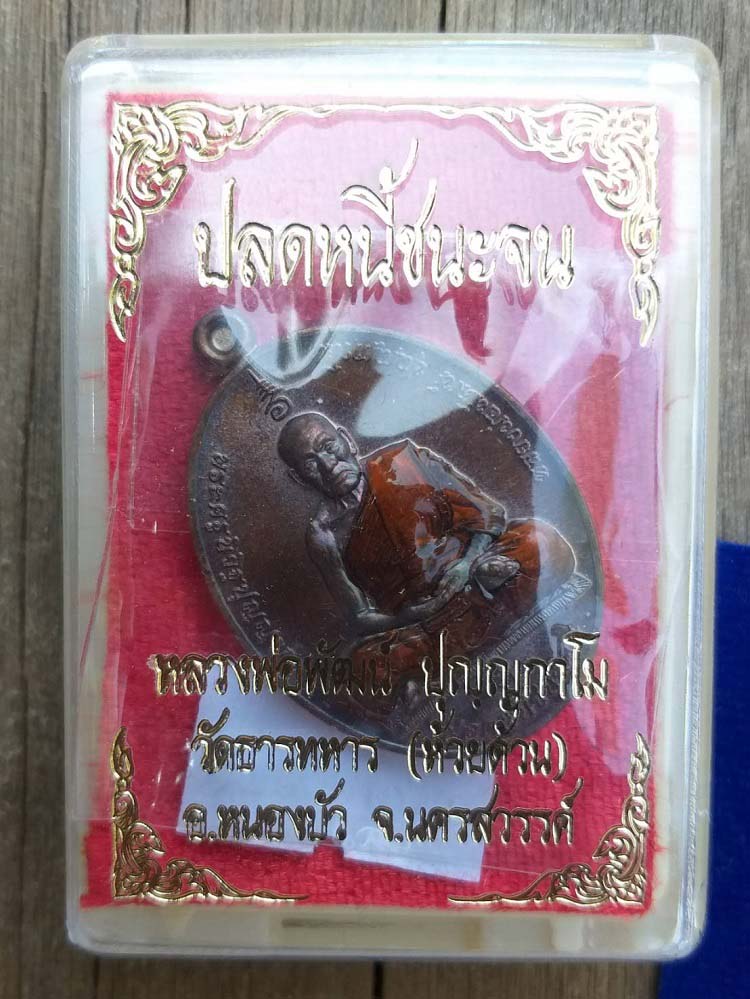 ปลดหนี้ชนะจน
หลวงพ่อพัฒน์ ปุญฺญกาโม
วัดธารทหาร (ห้วยด้วน)
อ.หนองบัว จ.นครสวรรค์